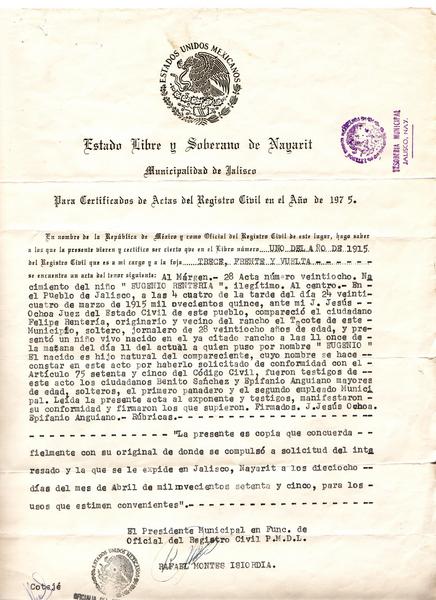 ESTADOS UNIDOS MEXICANOS
TESORERIA MUNICIPAL
JALISCO, NAY.
Estado Libre y Soberano de Nayarit
Municipalidad de Jalisco
Para Certificados de Actas del Registro Civil en el Año de 197 5.
En nombre de la República de México y como Oficial del Registro Civil de este lugar, hago saber
a los que la presente vieren y certifico ser cierto que en el Libro número UNO DEL AÑO DE 1915
del Registro Civil que es a mi cargo y a la foja TRECE, FRENTE Y VUELTA
se encuentra un acta del tenor siguiente: Al Márgen.- 28 Acta número veintiocho. Na
cimiento del niño " EUGENIO RENTERIA ", ilegítimo. Al centro.- En
el Pueblo de Jalisco, a las 4 cuatro de la tarde del día 24 veinti-
cuatro de marzo de 1915 mil novecientos quince, ante mi J. Jesús -
Ochoa Juez del Estado Civil de este pueblo, compareció el ciudadano
Felipe Rentería, originario y vecino del rancho el T_cote de este -
Municipio, soltero, jornalero de 28 veintiocho años de edad, y pre-
sentó un niño vivo nacido en el ya citado rancho a las 11 once de -
la mañana del día 11 del actual a quien puso por nombre " EUGENIO "
El nacido es hijo natural del compareciente, cuyo nombre se hace --
constar en este acto por haberlo solicitado de conformidad con el -
Artículo 75 setenta y cinco del Código Civil, fueron testigos de --
este acto los ciudadanos Benito Sańchez y Epifanio Anguiano mayores
de edad, solteros, el primero panadero y el segundo empleado Munici-
pal. Leída la presente acta al exponente y testigos, manifestaron -
su conformidad y firmaron los que supieron. Firmados. J.Jesús Ochoa.
Epifanio Anguiano.- Rúbricas.
"La presente es copia que concuerda --
fielmente con su original de donde se compulsó a solicitud del inte
resado y la que se le expide en Jalisco, Nayarit a los dieciocho --
días del mes de Abril de mil novecientos setenta y cinco, para los-
usos que estimen convenientes".
El Presidente Municipal en Func. de
Oficial del Registro Civil P.M.D.L.
RAFAEL MONTES ISIORDIA.
ESTADOS UNIDOS MEXICANOS
Cotejé